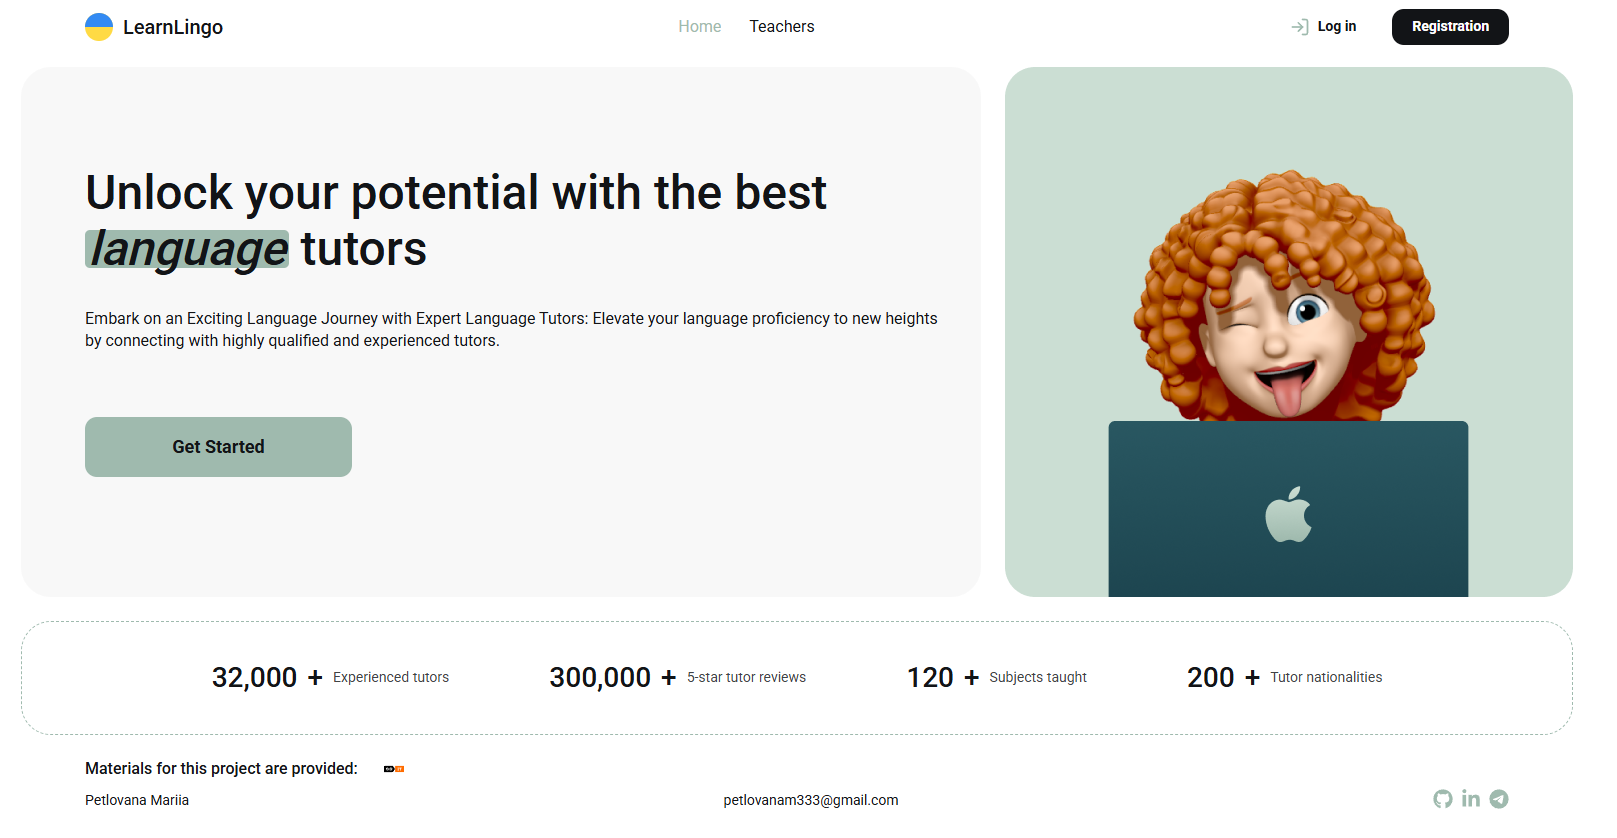 LearnLingo
Home
Teachers
Log in
Registration
Unlock your potential with the best
language tutors
Embark on an Exciting Language Journey with Expert Language Tutors: Elevate your language proficiency to new heights
by connecting with highly qualified and experienced tutors.
Get Started
32,000 + Experienced tutors
300,000 + 5-star tutor reviews
120 + Subjects taught
200 + Tutor nationalities
Materials for this project are provided:
Petlovana Mariia
petlovanam333@gmail.com
in